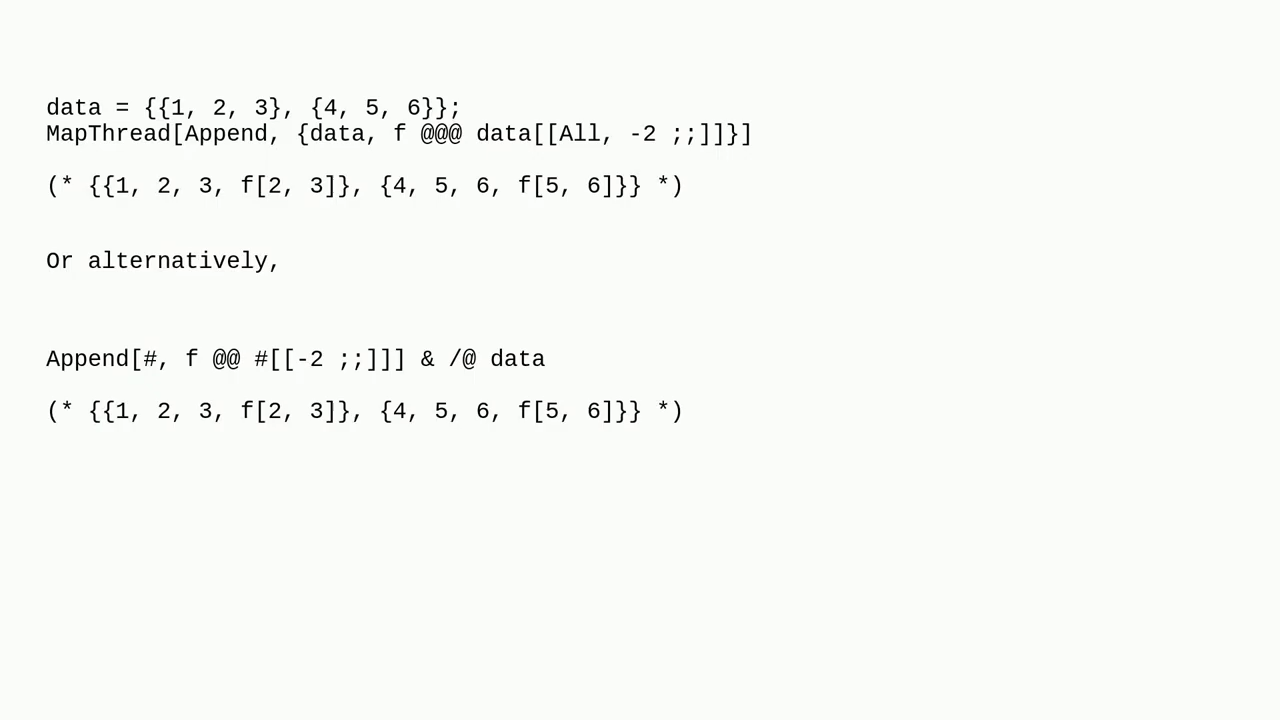 data = {{1, 2, 3}, {4, 5, 6}};
MapThread[Append, {data, f @@@ data[[All, -2 ;;]]}]
(* {{1, 2, 3, f[2, 3]}, {4, 5, 6, f[5, 6]}} *)
Or alternatively,
Append[#, f @@ #[[-2 ;;]]] & /@ data
(* {{1, 2, 3, f[2, 3]}, {4, 5, 6, f[5, 6]}} *)